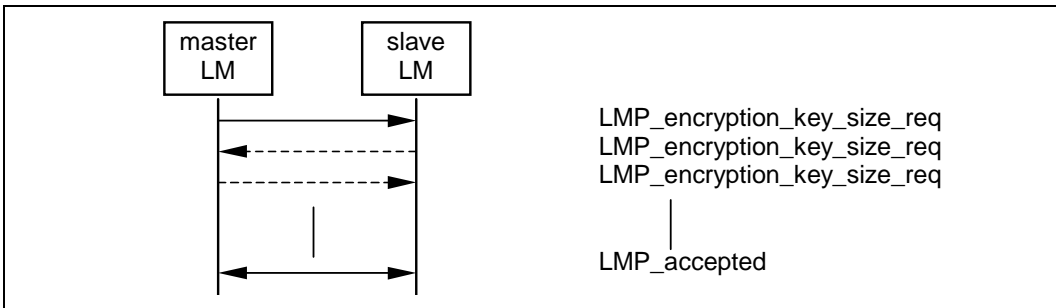 master
LM
slave
LM
LMP_encryption_key_size_req
LMP_encryption_key_size_req
LMP_encryption_key_size_req
LMP_accepted